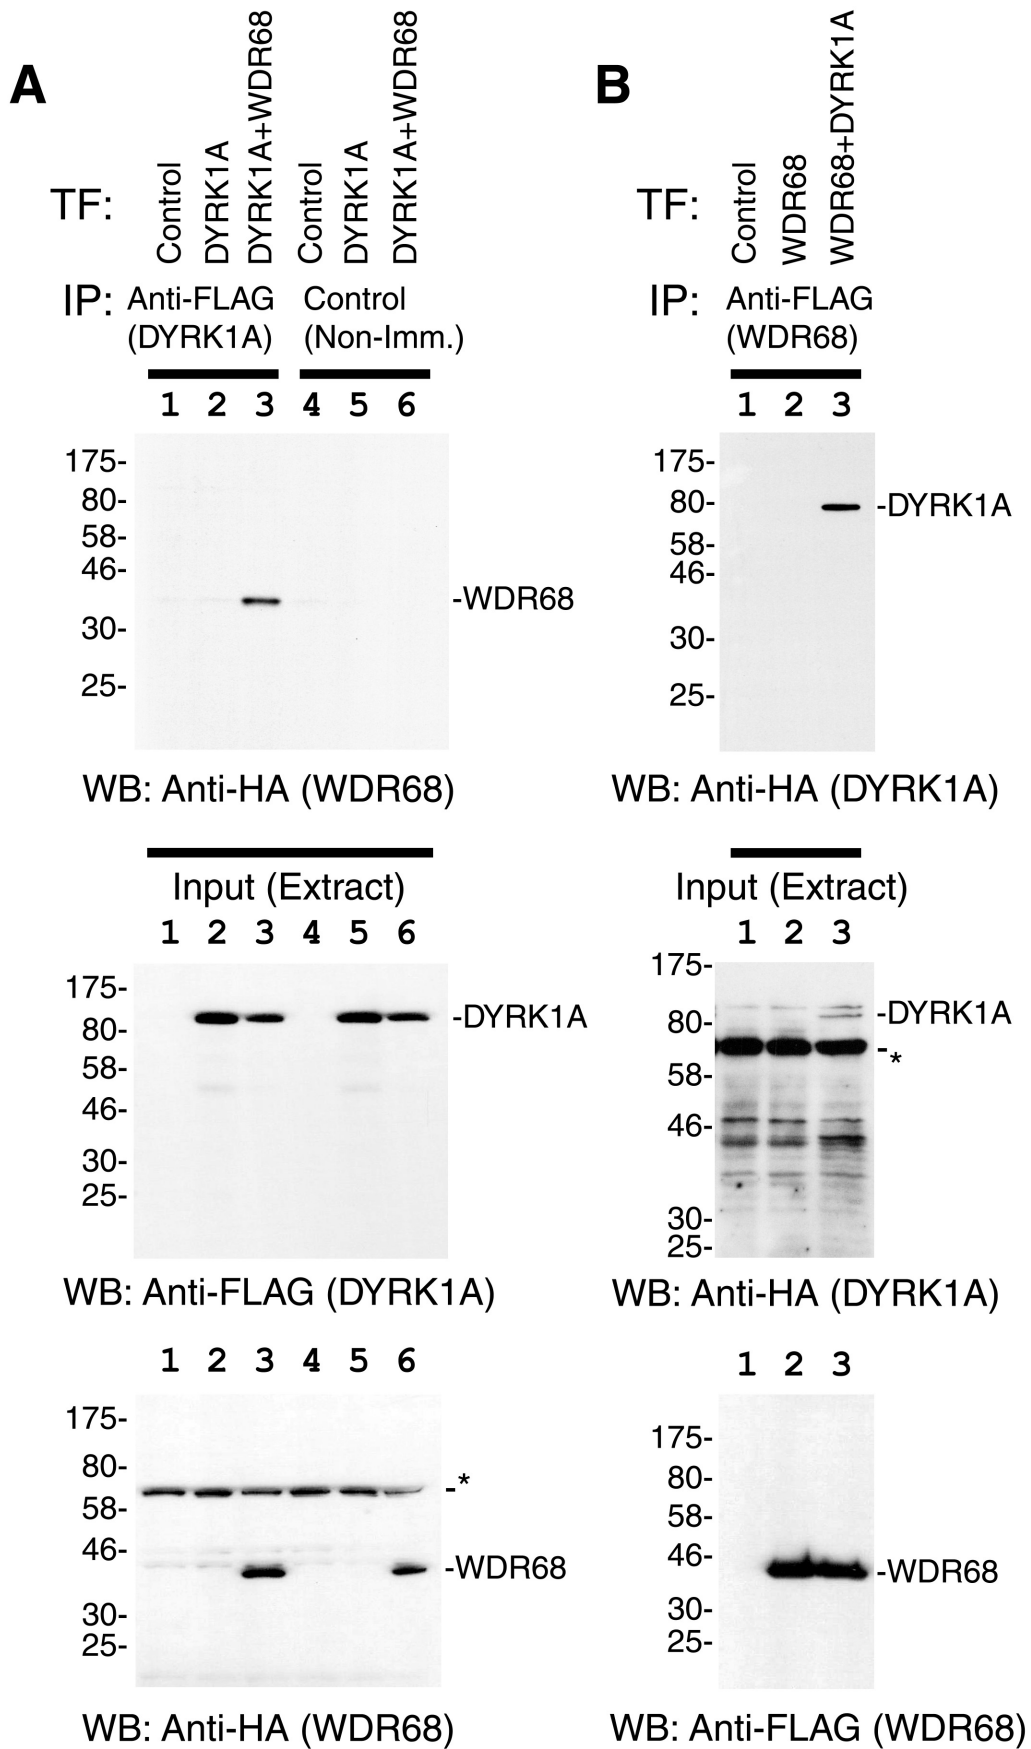 A
TF:
Control
DYRK1A
DYRK1A+WDR68
Control
DYRK1A
DYRK1A+WDR68
IP: Anti-FLAG Control
(DYRK1A) (Non-Imm.)
1 2 3 4 5 6
175-
80-
58-
46-
-WDR68
30-
25-
WB: Anti-HA (WDR68)
Input (Extract)
1 2 3 4 5 6
175-
-DYRK1A
80-
58-
46-
30-
25-
WB: Anti-FLAG (DYRK1A)
1 2 3 4 5 6
175-
80-
-*
58-
46-
-WDR68
30-
25-
WB: Anti-HA (WDR68)
B
TF:
Control
WDR68
WDR68+DYRK1A
IP: Anti-FLAG
(WDR68)
1 2 3
175-
80- -DYRK1A
58-
46-
30-
25-
WB: Anti-HA (DYRK1A)
Input (Extract)
1 2 3
175-
-DYRK1A
80-
-*
58-
46-
30-
25-
WB: Anti-HA (DYRK1A)
1 2 3
175-
80-
58-
46-
-WDR68
30-
25-
WB: Anti-FLAG (WDR68)